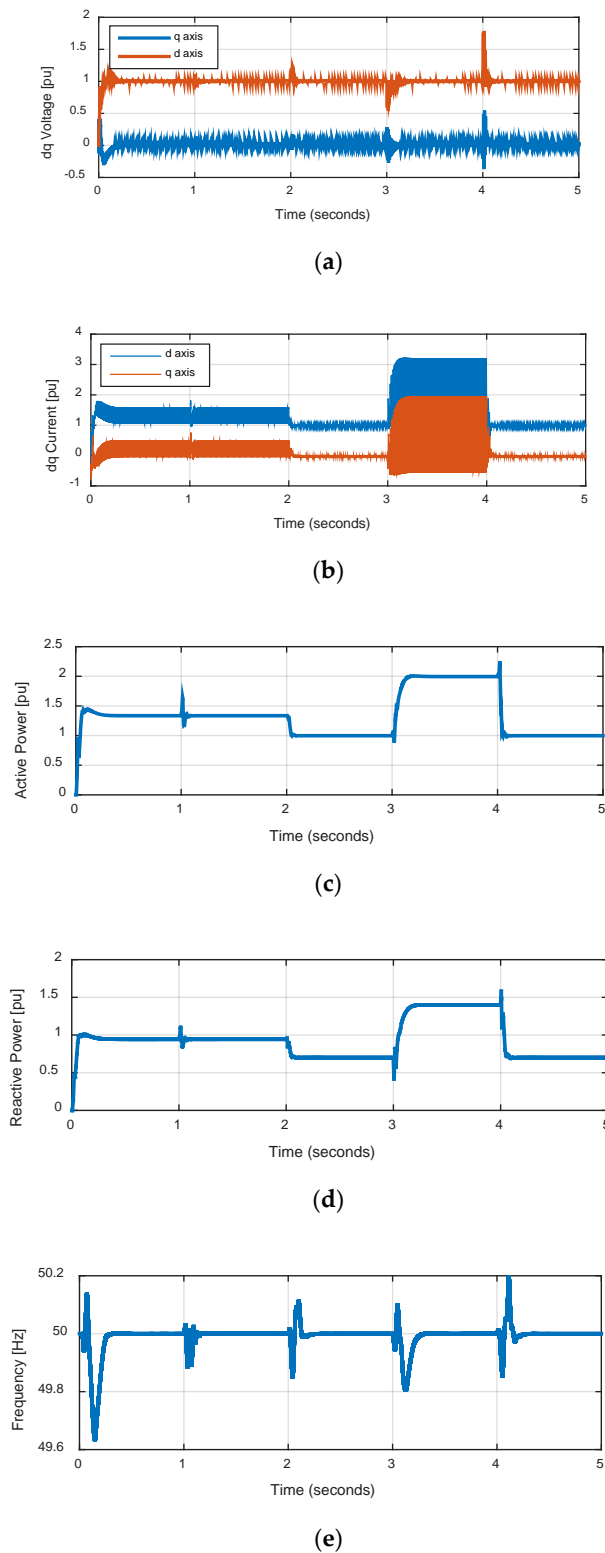 dq Voltage [pu]
2
1.5
1
0.5
0
-0.5
q axis
d axis
0 1 2 3 4 5
Time (seconds)
(a)
dq Current [pu]
4
3
2
1
0
-1
d axis
q axis
0 1 2 3 4 5
Time (seconds)
(b)
Active Power [pu]
2.5
2
1.5
1
0.5
0
0 1 2 3 4 5
Time (seconds)
(c)
Reactive Power [pu]
2
1.5
1
0.5
0
0 1 2 3 4 5
Time (seconds)
(d)
Frequency [Hz]
50.2
50
49.8
49.6
0 1 2 3 4 5
Time (seconds)
(e)